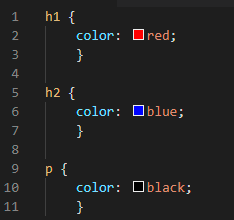 1 h1 {
2     color: red;
3     }
4
5 h2 {
6     color: blue;
7     }
8
9 p {
10     color: black;
11     }